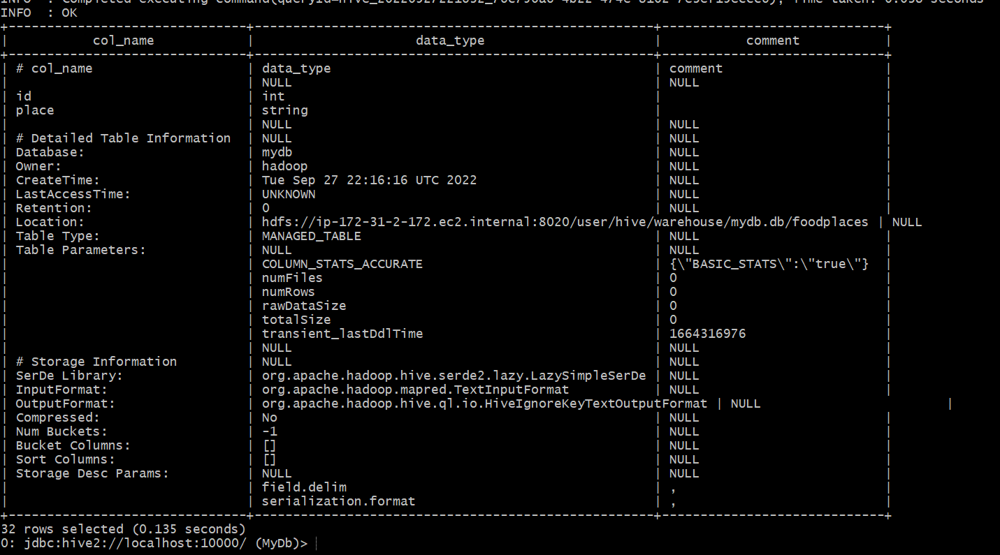 INFO : Completed executing command(queryId=hive_20220927221632_ Time taken: 0.038 seconds
INFO : OK
+-------------------------------+----------------------------------------------------+-----------------------------+
| col_name | data_type | comment |
+-------------------------------+----------------------------------------------------+-----------------------------+
| # col_name | data_type | comment |
| | NULL | NULL |
| id | int | |
| place | string | |
| | NULL | NULL |
| # Detailed Table Information | NULL | NULL |
| Database: | mydb | NULL |
| Owner: | hadoop | NULL |
| CreateTime: | Tue Sep 27 22:16:16 UTC 2022 | NULL |
| LastAccessTime: | UNKNOWN | NULL |
| Retention: | 0 | NULL |
| Location: | hdfs://ip-172-31-2-172.ec2.internal:8020/user/hive/warehouse/mydb.db/foodplaces | NULL
| Table Type: | MANAGED_TABLE | NULL |
| Table Parameters: | NULL | NULL |
| | COLUMN_STATS_ACCURATE | {\"BASIC_STATS\":\"true\"} |
| | numFiles | 0 |
| | numRows | 0 |
| | rawDataSize | 0 |
| | totalSize | 0 |
| | transient_lastDdlTime | 1664316976 |
| | NULL | NULL |
| # Storage Information | NULL | NULL |
| SerDe Library: | org.apache.hadoop.hive.serde2.lazy.LazySimpleSerDe | NULL |
| InputFormat: | org.apache.hadoop.mapred.TextInputFormat | NULL |
| OutputFormat: | org.apache.hadoop.hive.ql.io.HiveIgnoreKeyTextOutputFormat | NULL |
| Compressed: | No | NULL |
| Num Buckets: | -1 | NULL |
| Bucket Columns: | [] | NULL |
| Sort Columns: | [] | NULL |
| Storage Desc Params: | NULL | NULL |
| | field.delim | , |
| | serialization.format | , |
+-------------------------------+----------------------------------------------------+-----------------------------+
32 rows selected (0.135 seconds)
0: jdbc:hive2://localhost:10000/ (MyDb)>